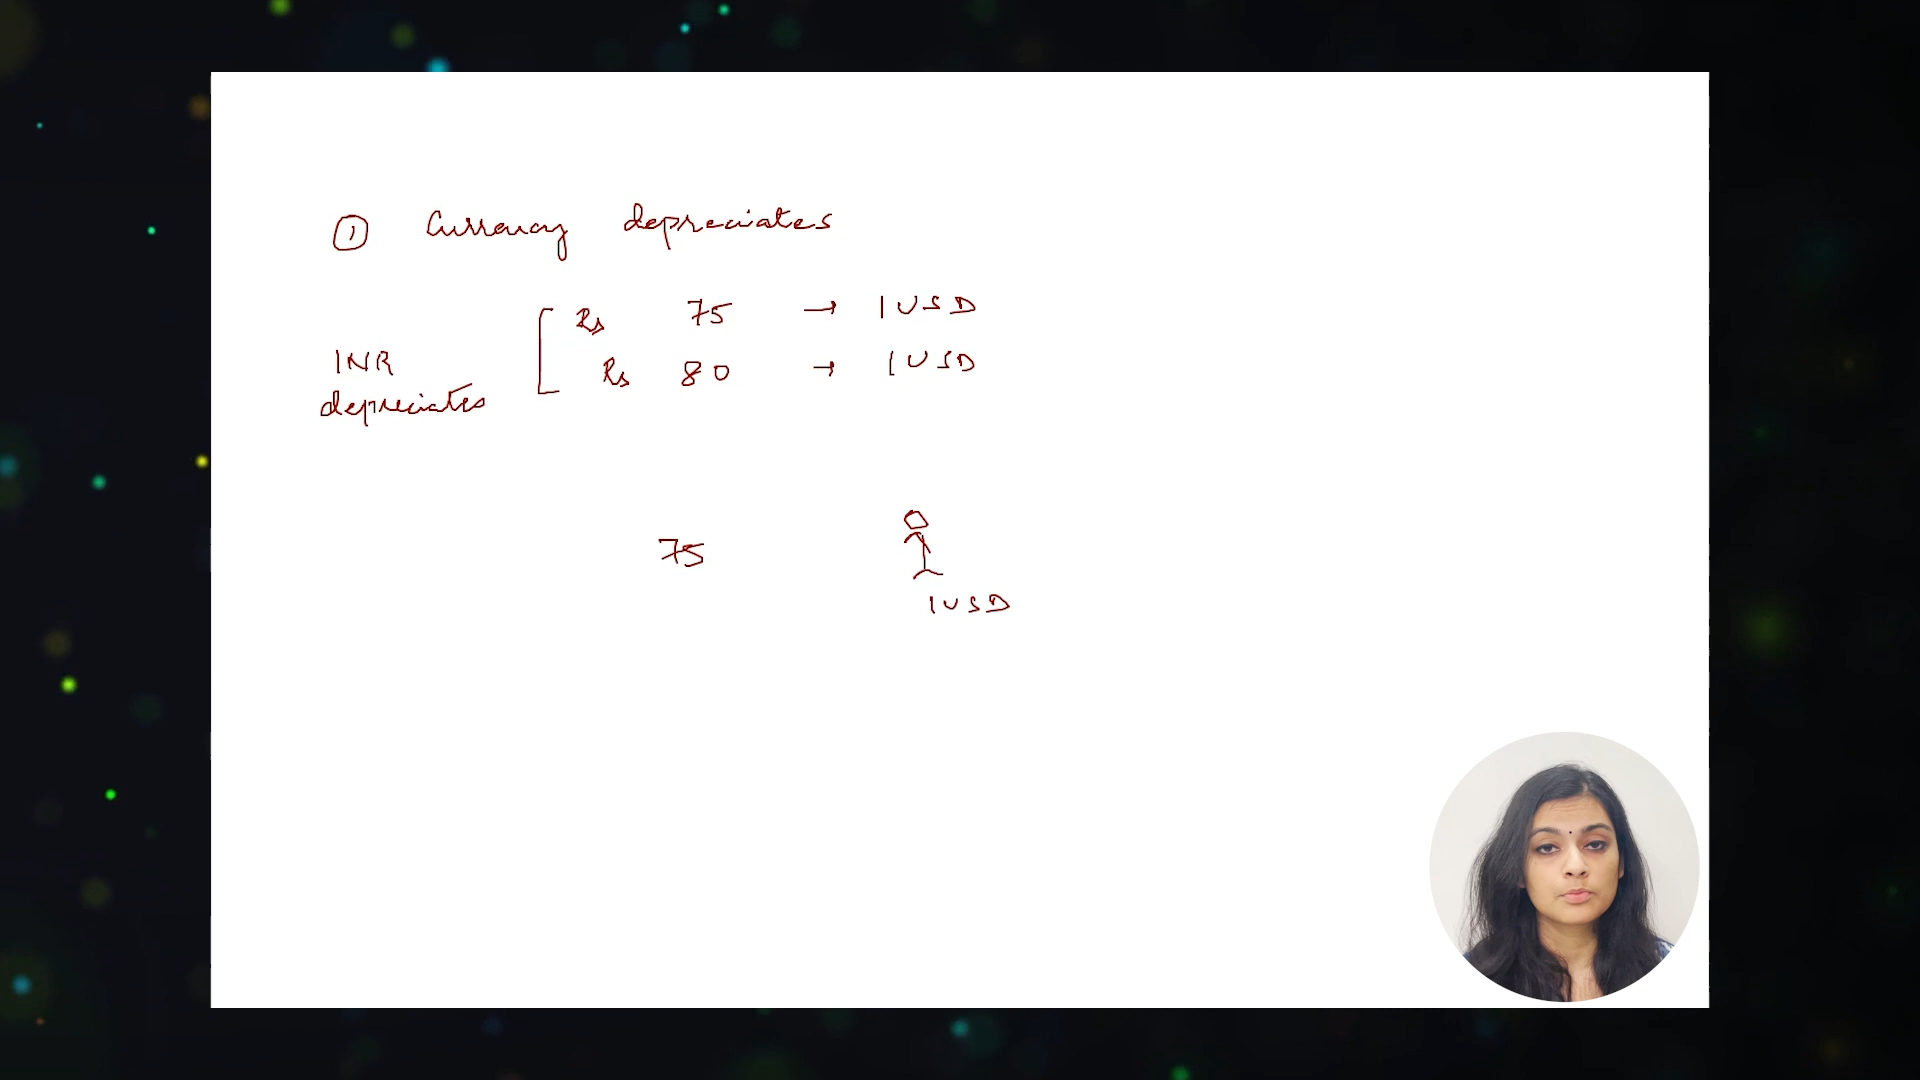 ① Currency depreciates
Rs 75 → 1 USD
INR
Rs 80 → 1 USD
depreciates
75
1 USD